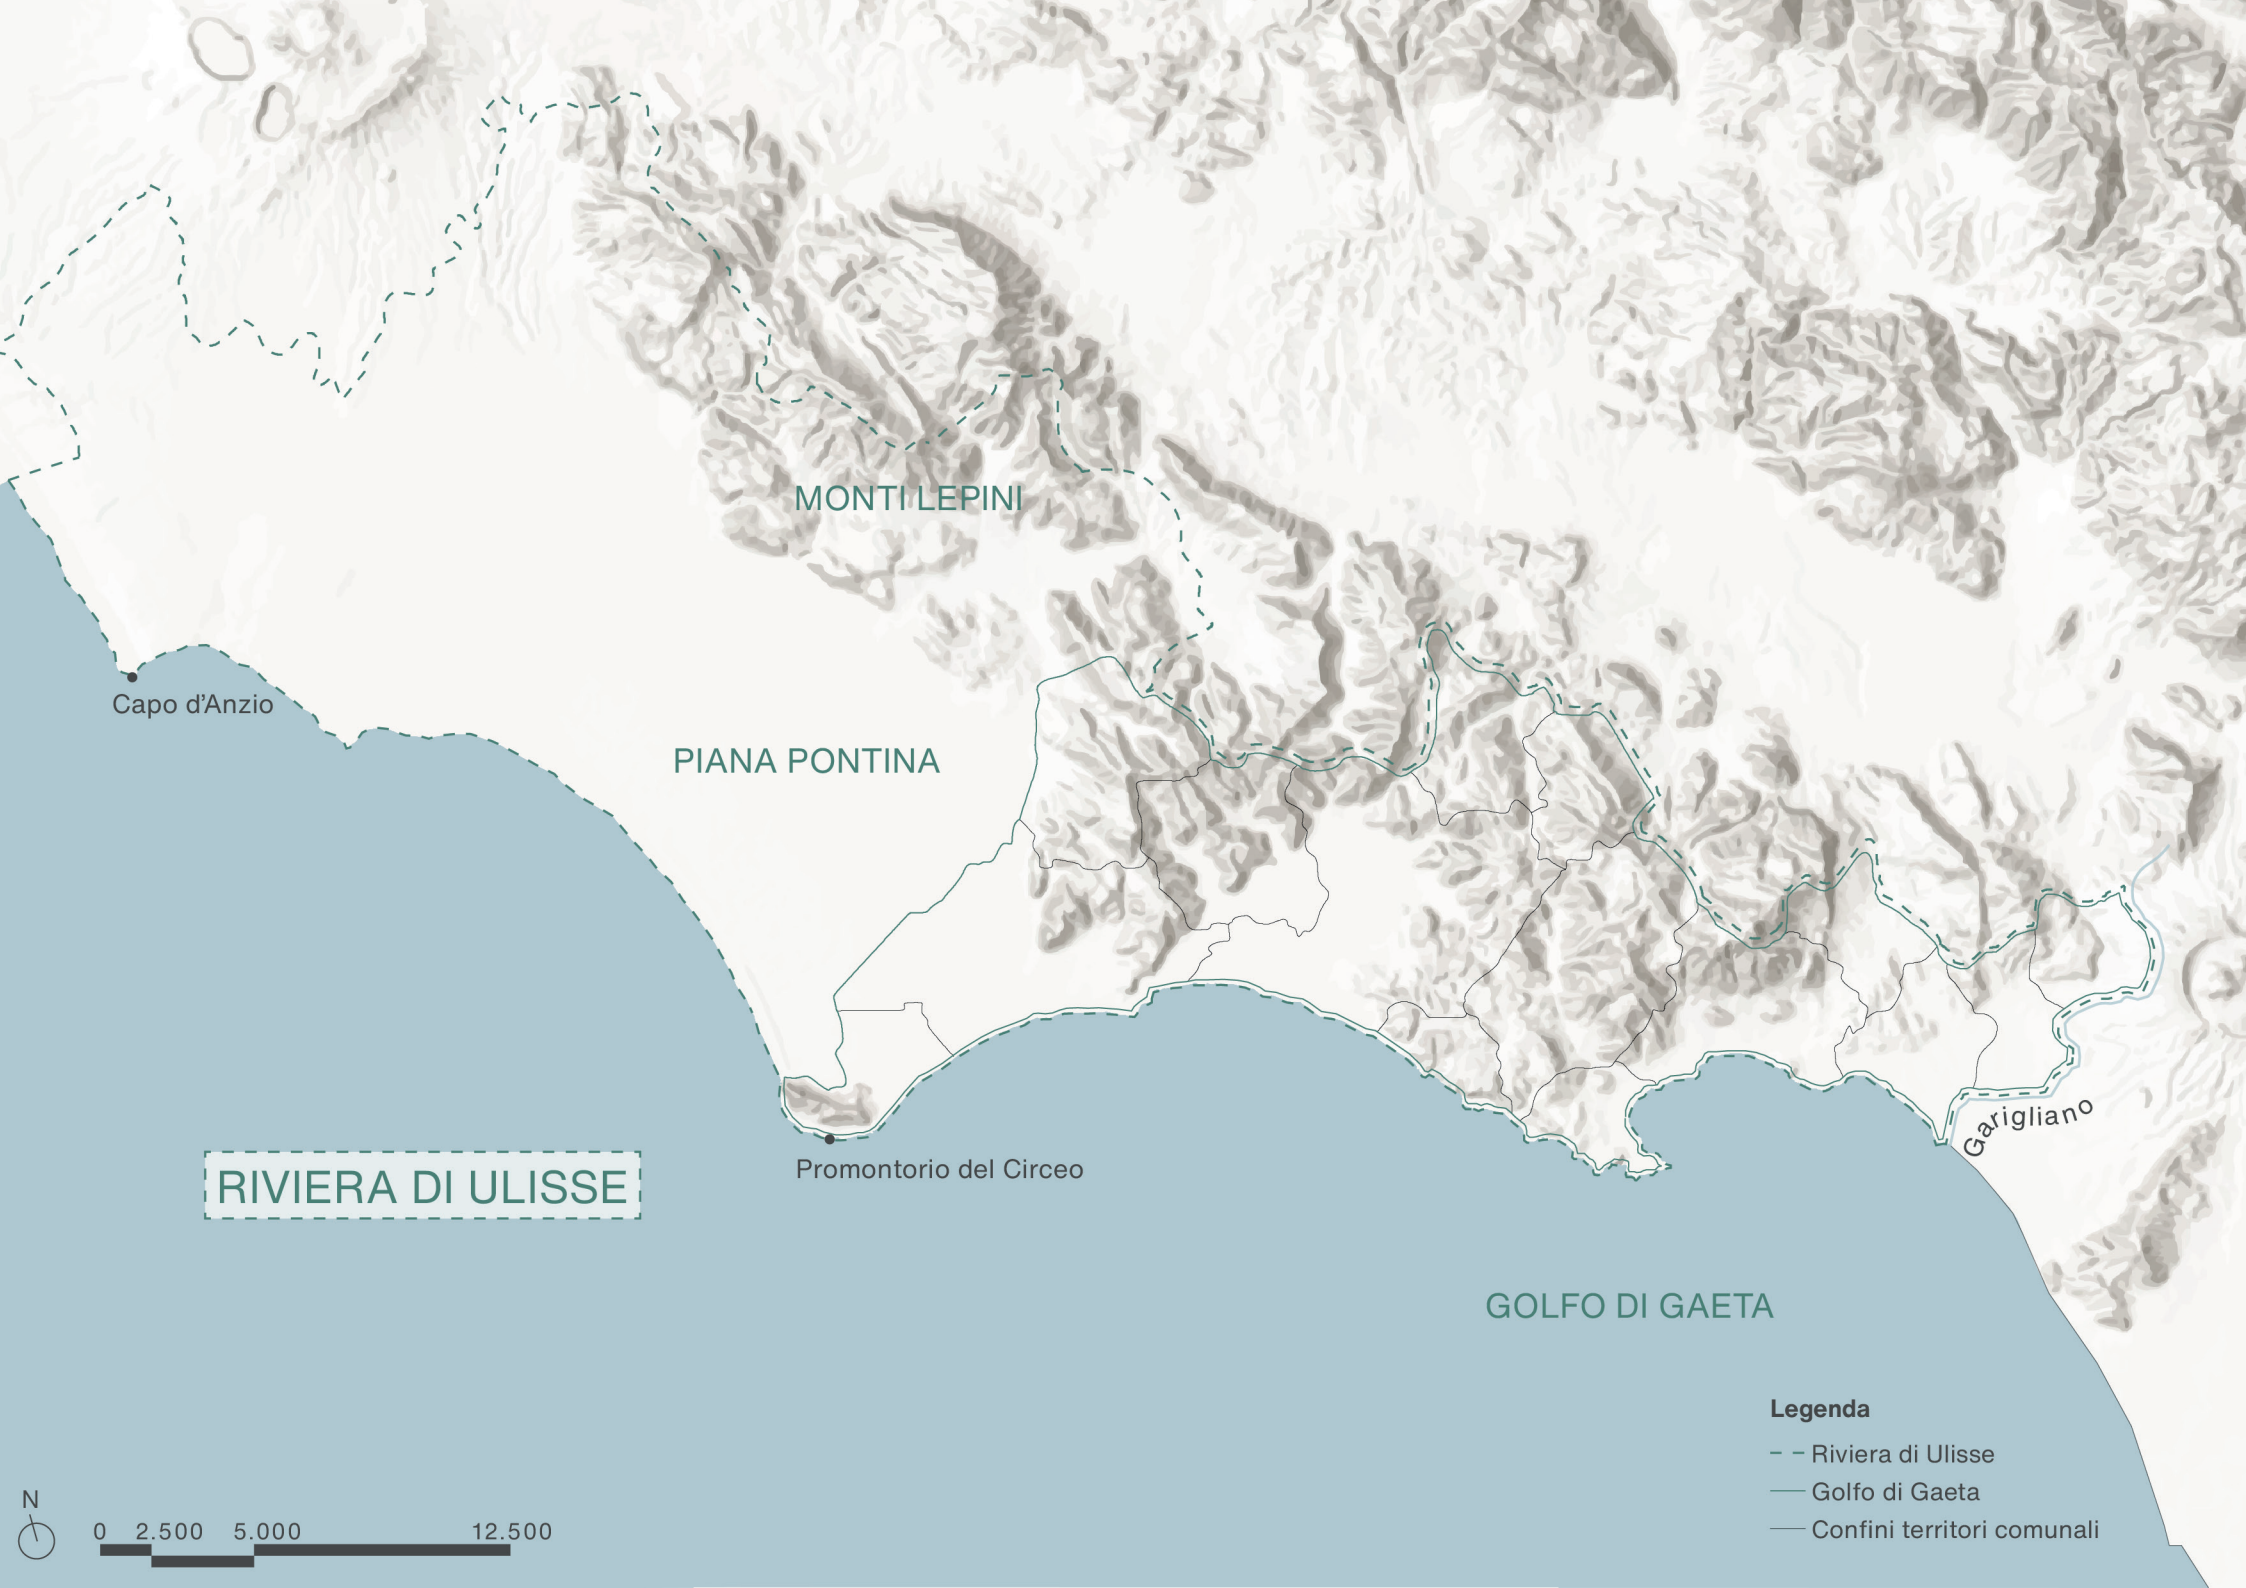 MONTI LEPINI
Capo d'Anzio
PIANA PONTINA
Garigliano
Promontorio del Circeo
RIVIERA DI ULISSE
GOLFO DI GAETA
Legenda
Riviera di Ulisse
Golfo di Gaeta
Confini territori comunali
N
0 2.500 5.000 12.500